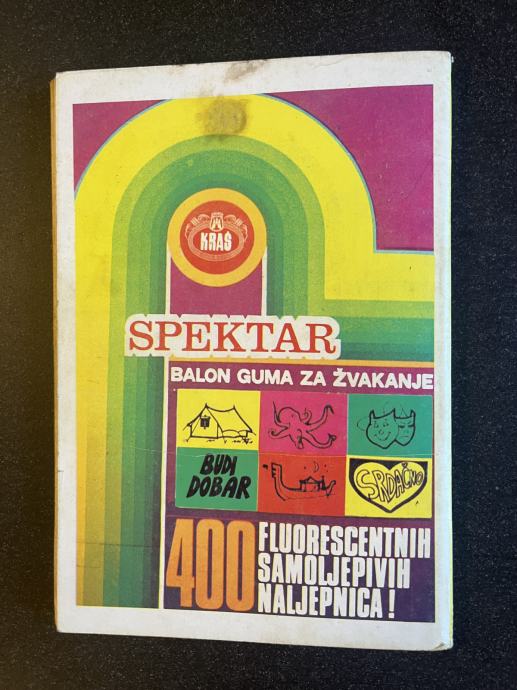 KRAŠ
SPEKTAR
BALON GUMA ZA ŽVAKANJE
BUDI
DOBAR
SRDAČNO
400
FLUORESCENTNIH
SAMOLJEPIVIH
NALJEPNICA!